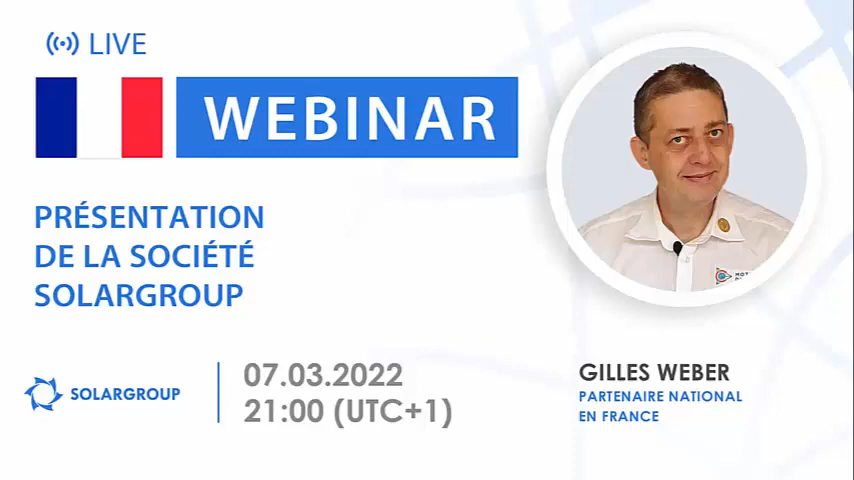 LIVE
WEBINAR
PRÉSENTATION
DE LA SOCIÉTÉ
SOLARGROUP
SOLARGROUP
07.03.2022
21:00 (UTC+1)
GILLES WEBER
PARTENAIRE NATIONAL
EN FRANCE